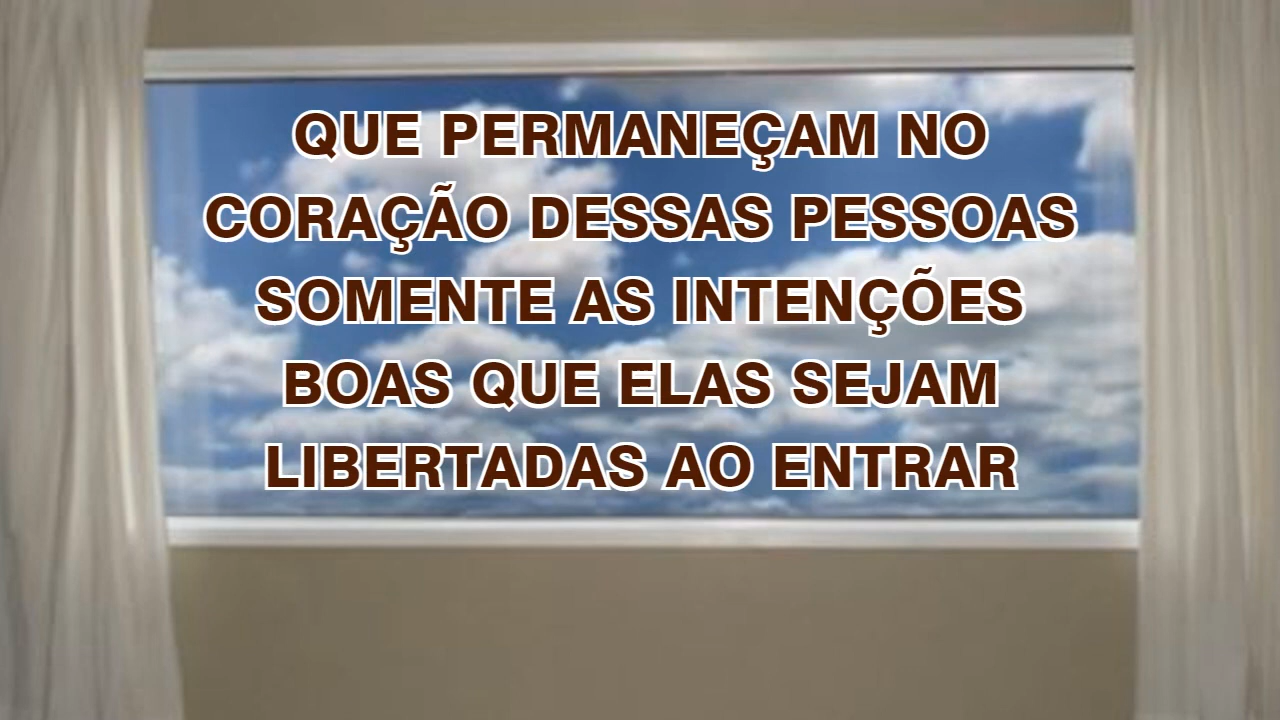 QUE PERMANEÇAM NO
CORAÇÃO DESSAS PESSOAS
SOMENTE AS INTENÇÕES
BOAS QUE ELAS SEJAM
LIBERTADAS AO ENTRAR